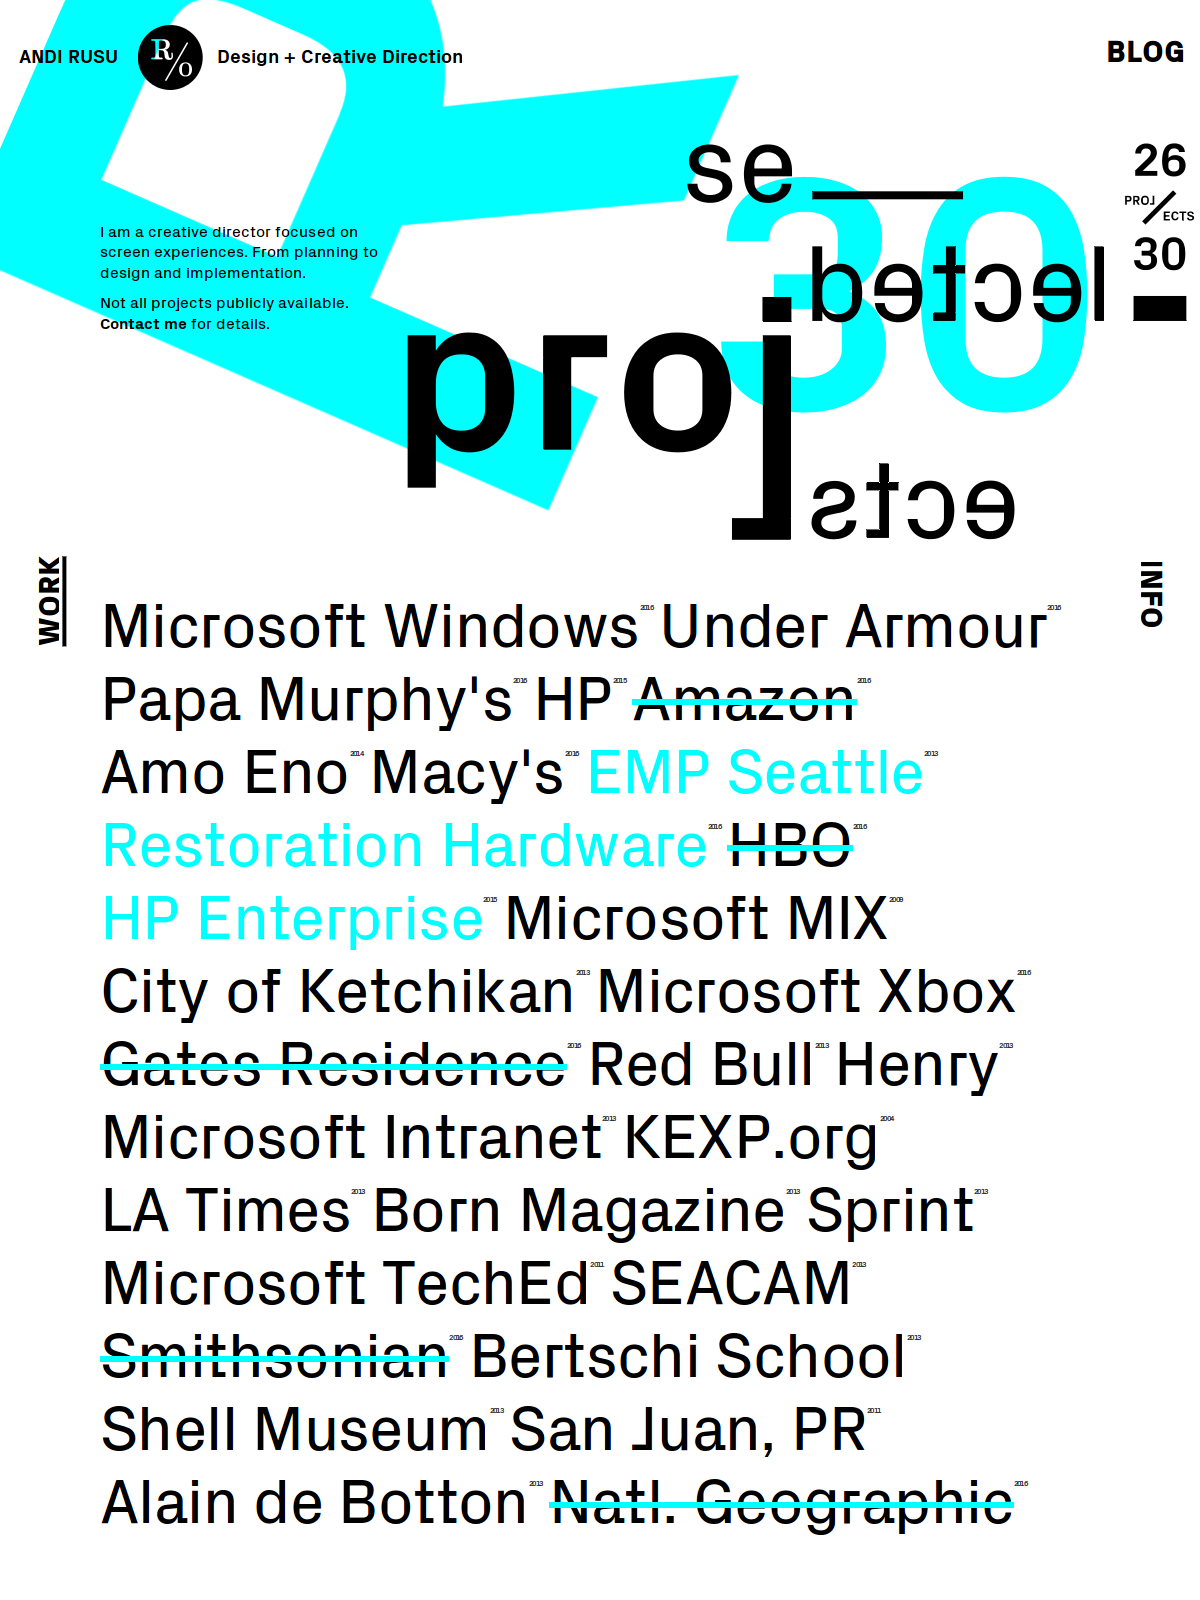 ANDI RUSU R/O Design + Creative Direction BLOG
26
PROJ/ECTS
30
se
lected
30
proj
ects
I am a creative director focused on
screen experiences. From planning to
design and implementation.
Not all projects publicly available.
Contact me for details.
WORK
INFO
Microsoft Windows 2016 Under Armour 2016
Papa Murphy's 2016 HP 2015 Amazon 2016
Amo Eno 2014 Macy's 2016 EMP Seattle 2013
Restoration Hardware 2016 HBO 2016
HP Enterprise 2015 Microsoft MIX 2009
City of Ketchikan 2013 Microsoft Xbox 2016
Gates Residence 2016 Red Bull 2013 Henry 2013
Microsoft Intranet 2013 KEXP.org 2004
LA Times 2013 Born Magazine 2013 Sprint 2013
Microsoft TechEd 2011 SEACAM 2013
Smithsonian 2016 Bertschi School 2013
Shell Museum 2013 San Juan, PR 2011
Alain de Botton 2013 Natl. Geographic 2016